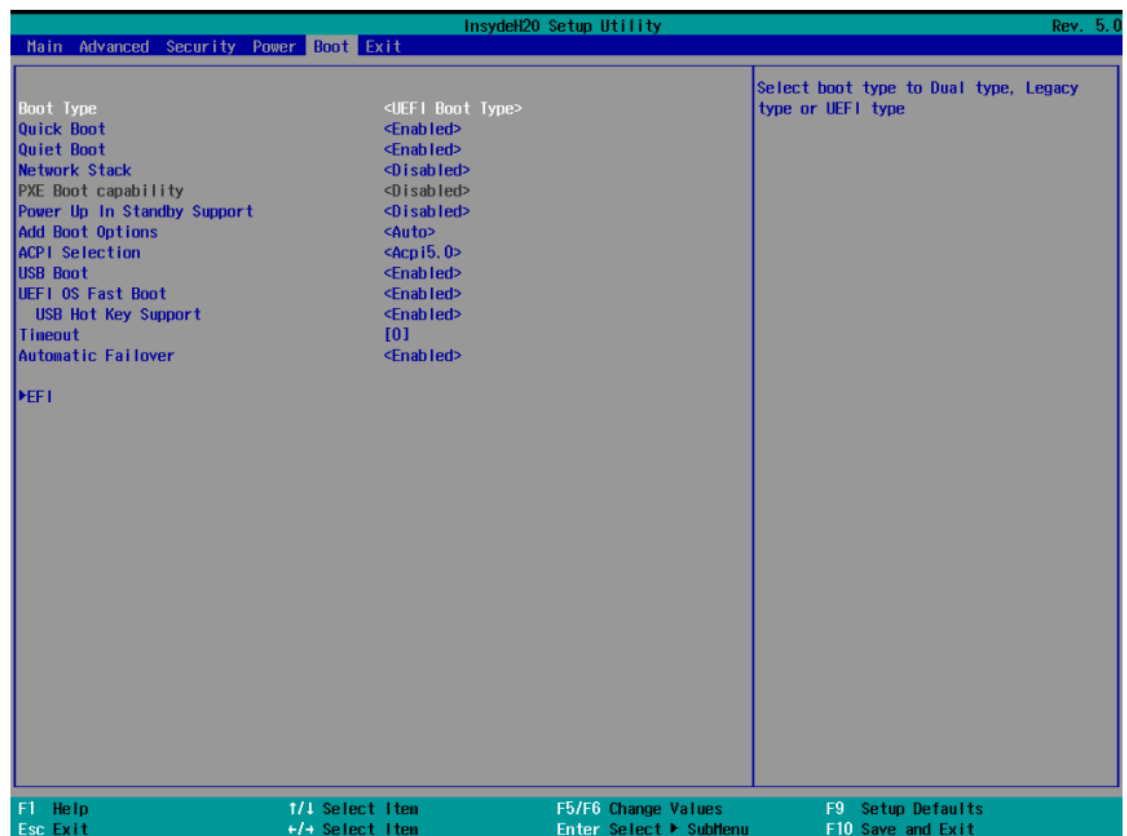 InsydeH20 Setup Utility Rev. 5.0
Main Advanced Security Power Boot Exit
Boot Type <UEFI Boot Type>
Quick Boot <Enabled>
Quiet Boot <Enabled>
Network Stack <Disabled>
PXE Boot capability <Disabled>
Power Up In Standby Support <Disabled>
Add Boot Options <Auto>
ACPI Selection <Acpi5.0>
USB Boot <Enabled>
UEFI OS Fast Boot <Enabled>
USB Hot Key Support <Enabled>
Timeout [0]
Automatic Failover <Enabled>
▶EFI
Select boot type to Dual type, Legacy
type or UEFI type
F1 Help ↑/↓ Select Item F5/F6 Change Values F9 Setup Defaults
Esc Exit ←/→ Select Item Enter Select ▶ SubMenu F10 Save and Exit